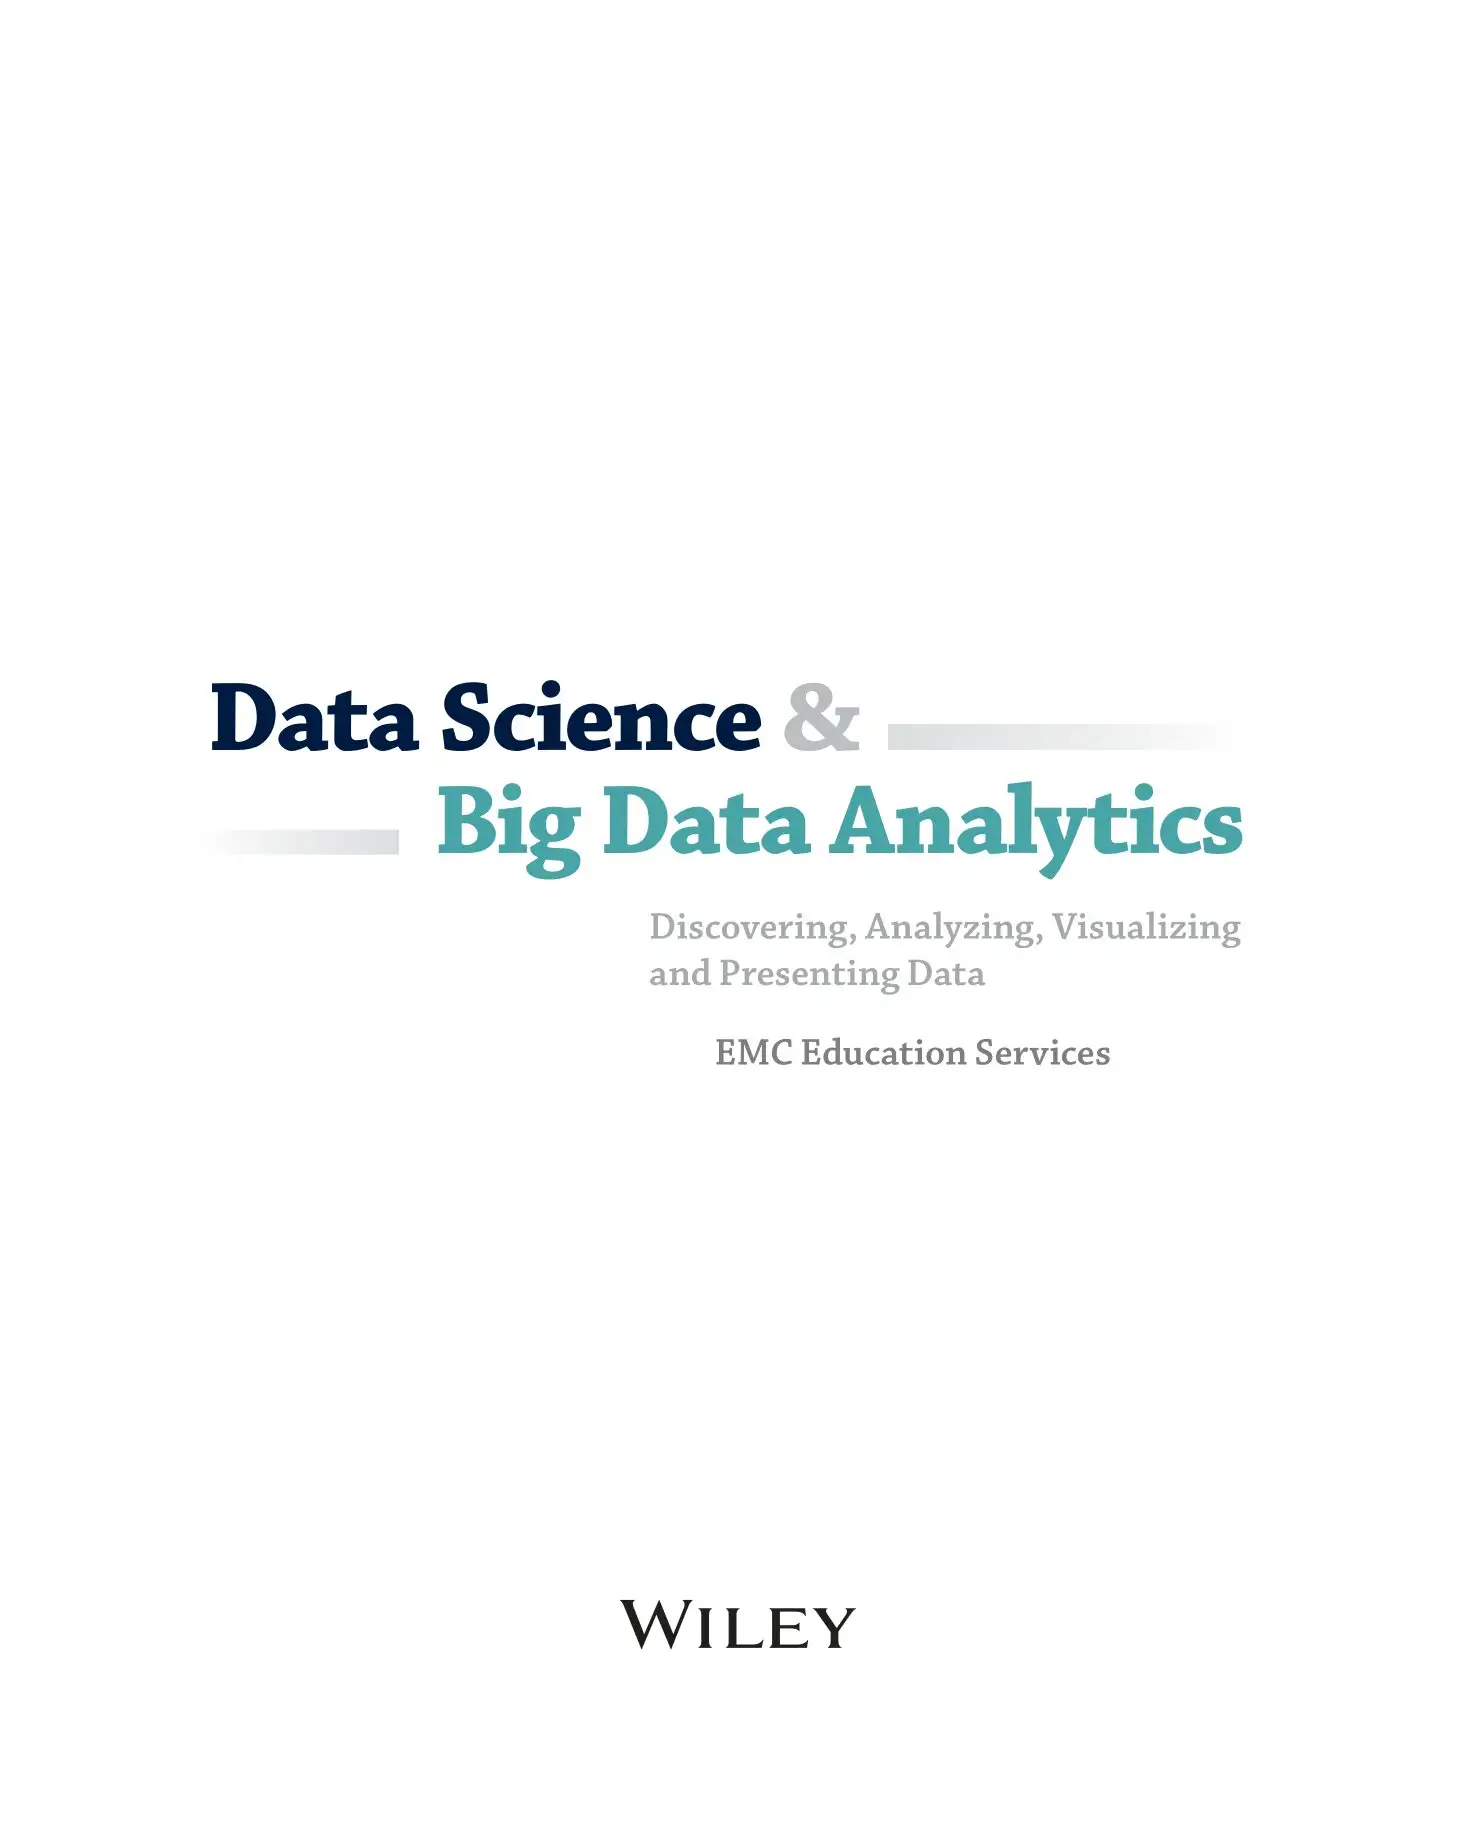 Data Science &
Big Data Analytics
Discovering, Analyzing, Visualizing
and Presenting Data
EMC Education Services
WILEY